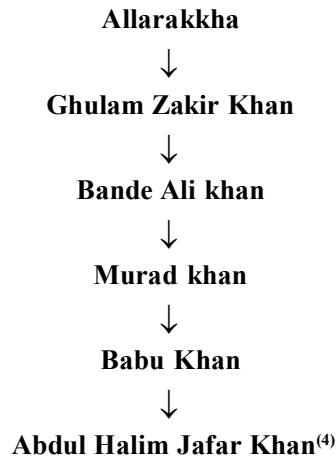 Allarakkha
↓
Ghulam Zakir Khan
↓
Bande Ali khan
↓
Murad khan
↓
Babu Khan
↓
Abdul Halim Jafar Khan(4)